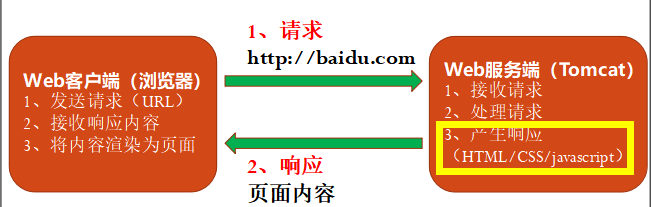 1、请求
http://baidu.com
Web客户端（浏览器）
1、发送请求（URL）
2、接收响应内容
3、将内容渲染为页面
Web服务端（Tomcat）
1、接收请求
2、处理请求
3、产生响应
（HTML/CSS/javascript）
2、响应
页面内容